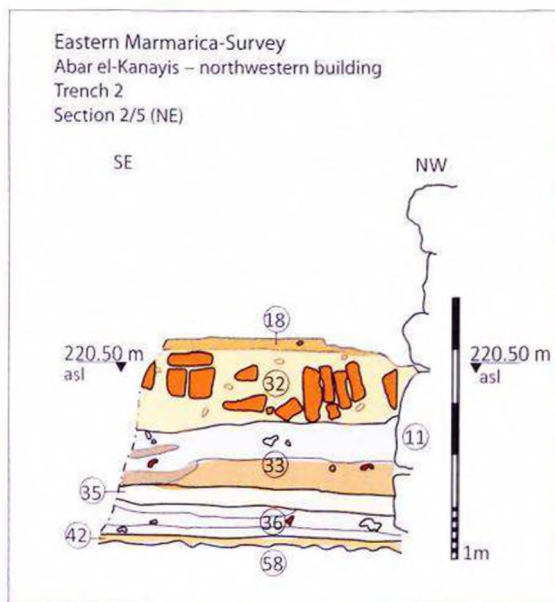 Eastern Marmarica-Survey
Abar el-Kanayis – northwestern building
Trench 2
Section 2/5 (NE)
SE NW
18
220.50 m 220.50 m
asl asl
32
11
33
35
36
42
58
1m